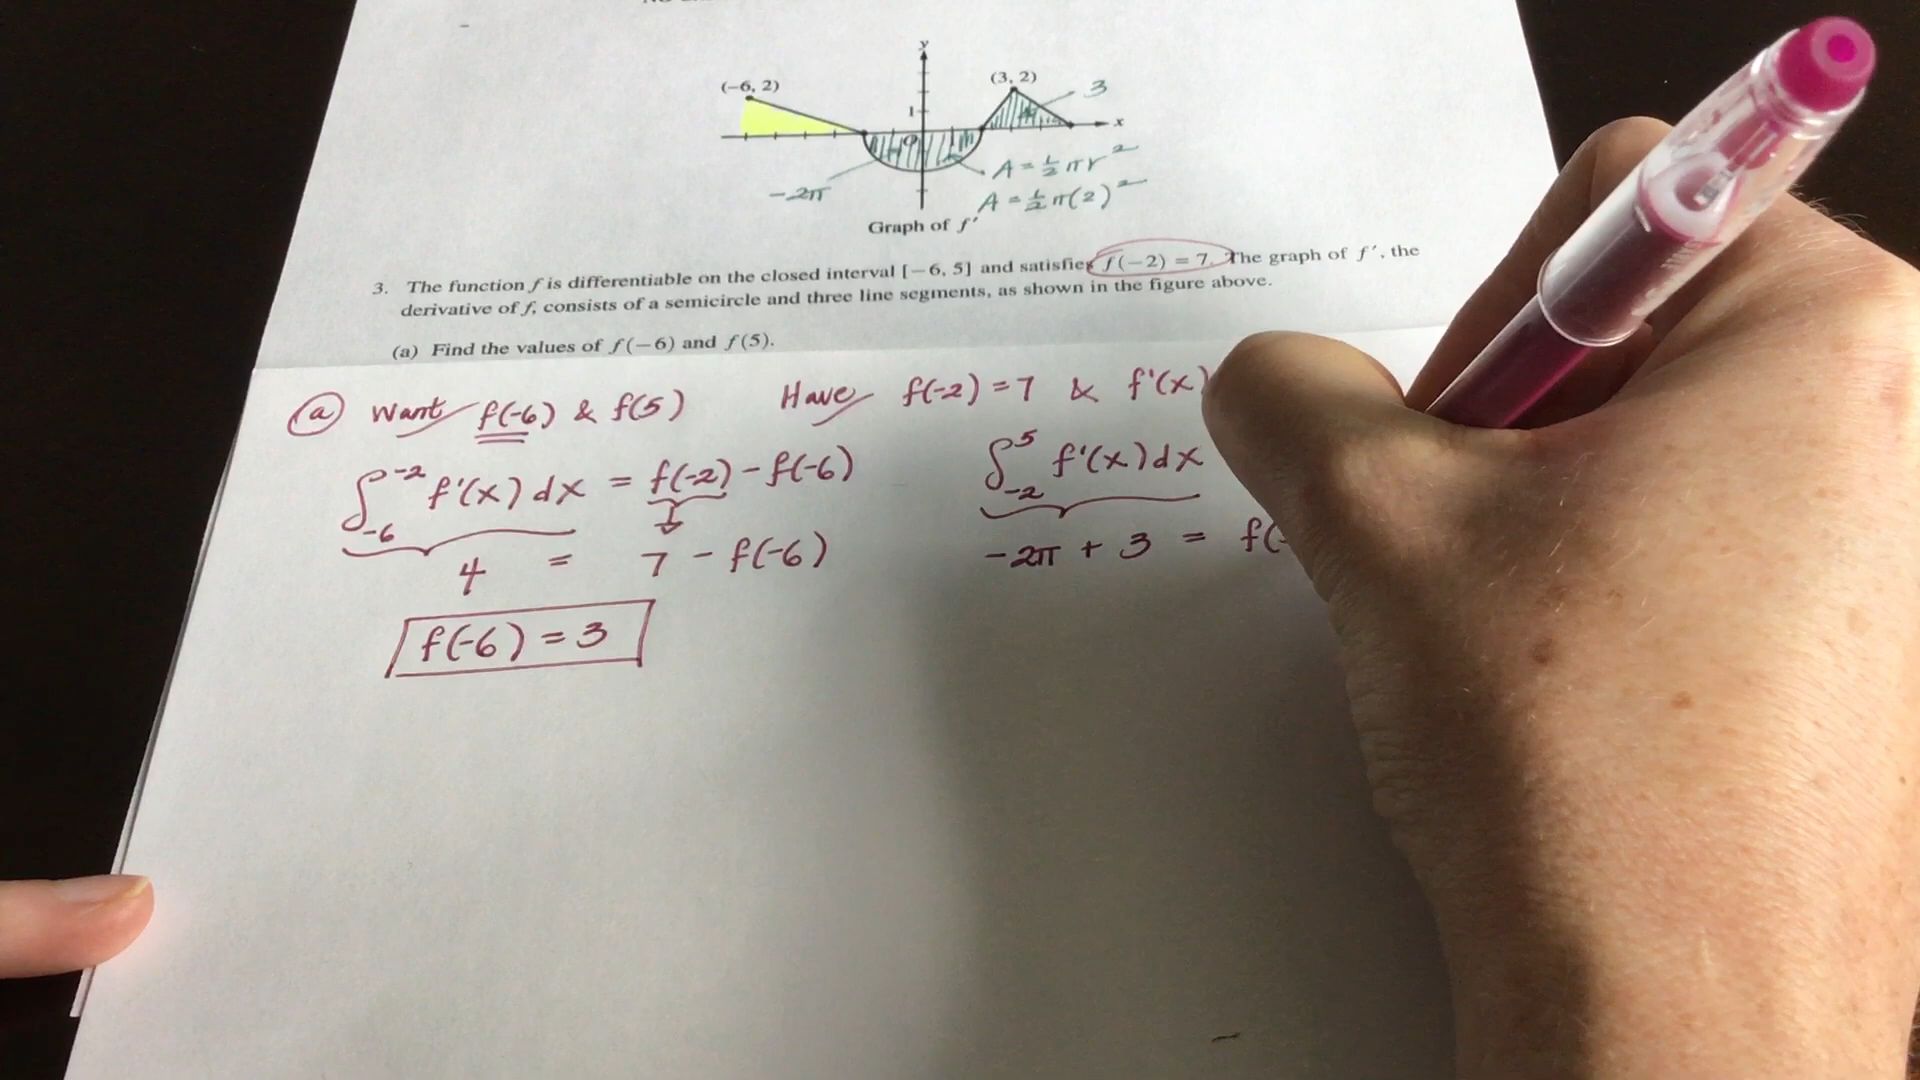 y
(−6, 2)
(3, 2)
3
1
x
A = ½πr²
−2π
A = ½π(2)²
Graph of f′
3. The function f is differentiable on the closed interval [−6, 5] and satisfies f(−2) = 7. The graph of f′, the
derivative of f, consists of a semicircle and three line segments, as shown in the figure above.
(a) Find the values of f(−6) and f(5).
(a) Want f(-6) & f(5) Have f(-2) = 7 & f'(x)
∫₋₆⁻² f'(x) dx = f(-2) - f(-6)
∫₋₂⁵ f'(x) dx
4 = 7 - f(-6)
-2π + 3 = f(
f(-6) = 3